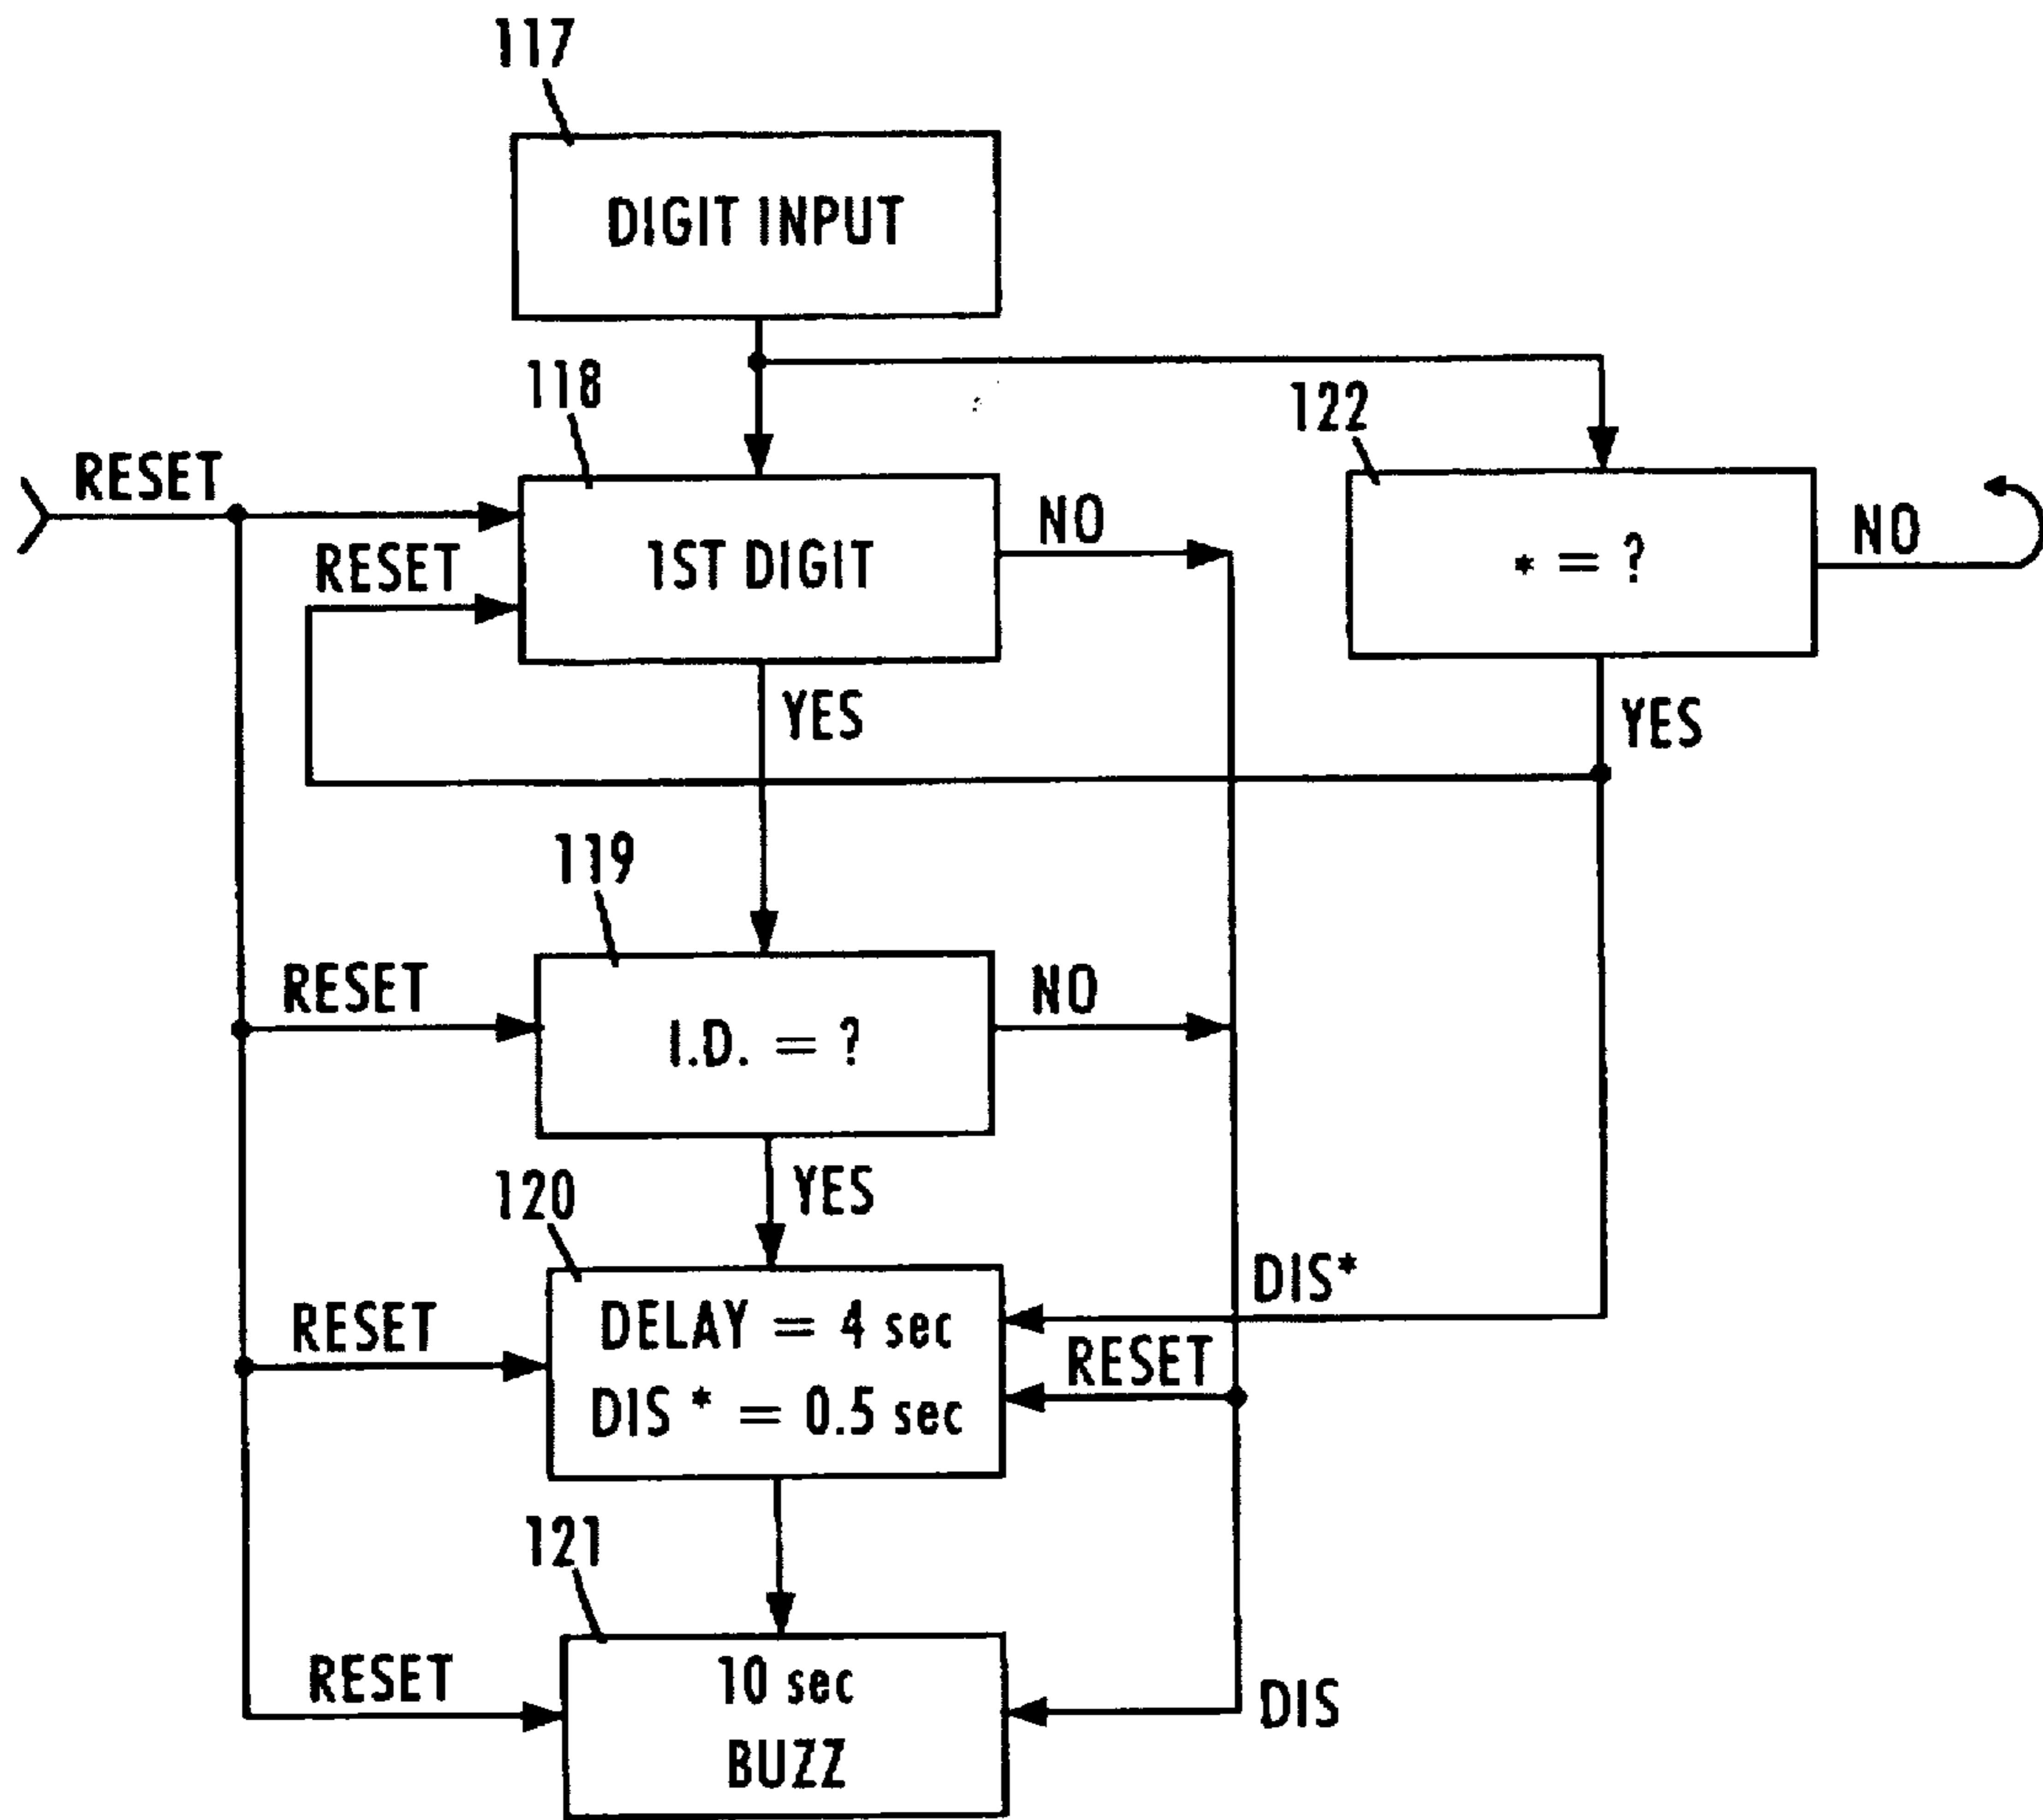 117
DIGIT INPUT
118
122
RESET
NO
NO
RESET
1ST DIGIT
* = ?
YES
YES
119
RESET
NO
I.D. = ?
120
YES
DIS*
RESET
DELAY = 4 sec
RESET
DIS * = 0.5 sec
121
RESET
10 sec
DIS
BUZZ